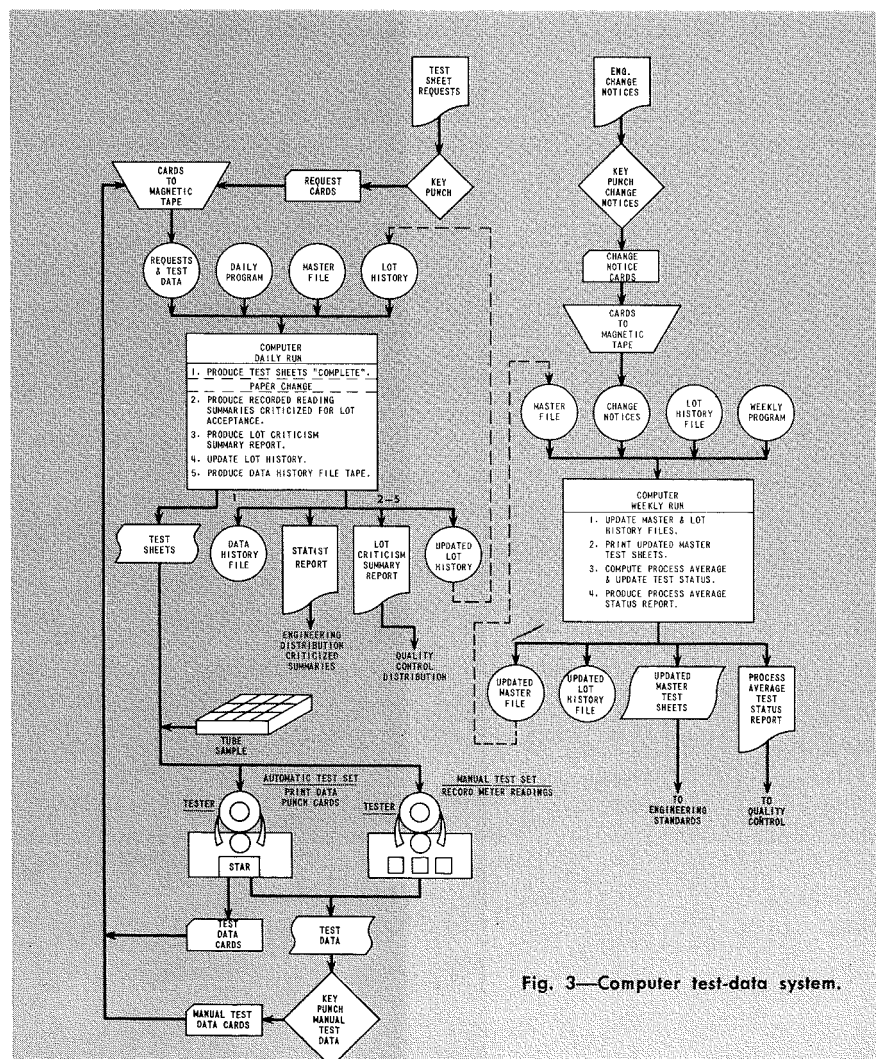 TEST
SHEET
REQUESTS
ENG.
CHANGE
NOTICES
CARDS
TO
MAGNETIC
TAPE
REQUEST
CARDS
KEY
PUNCH
KEY
PUNCH
CHANGE
NOTICES
REQUESTS
& TEST
DATA
DAILY
PROGRAM
MASTER
FILE
LOT
HISTORY
CHANGE
NOTICE
CARDS
CARDS
TO
MAGNETIC
TAPE
COMPUTER
DAILY RUN
1. PRODUCE TEST SHEETS "COMPLETE".
PAPER CHANGE
2. PRODUCE RECORDED READING
SUMMARIES CRITICIZED FOR LOT
ACCEPTANCE.
3. PRODUCE LOT CRITICISM
SUMMARY REPORT.
4. UPDATE LOT HISTORY.
5. PRODUCE DATA HISTORY FILE TAPE.
1
2-5
MASTER
FILE
CHANGE
NOTICES
LOT
HISTORY
FILE
WEEKLY
PROGRAM
COMPUTER
WEEKLY RUN
1. UPDATE MASTER & LOT
HISTORY FILES.
2. PRINT UPDATED MASTER
TEST SHEETS.
3. COMPUTE PROCESS AVERAGE
& UPDATE TEST STATUS.
4. PRODUCE PROCESS AVERAGE
STATUS REPORT.
TEST
SHEETS
DATA
HISTORY
FILE
STATIST
REPORT
LOT
CRITICISM
SUMMARY
REPORT
UPDATED
LOT
HISTORY
ENGINEERING
DISTRIBUTION
CRITICIZED
SUMMARIES
QUALITY
CONTROL
DISTRIBUTION
UPDATED
MASTER
FILE
UPDATED
LOT
HISTORY
FILE
UPDATED
MASTER
TEST
SHEETS
PROCESS
AVERAGE
TEST
STATUS
REPORT
TUBE
SAMPLE
AUTOMATIC TEST SET
PRINT DATA
PUNCH CARDS
TESTER
MANUAL TEST SET
RECORD METER READINGS
TESTER
TO
ENGINEERING
STANDARDS
TO
QUALITY
CONTROL
STAR
TEST
DATA
CARDS
TEST
DATA
MANUAL TEST
DATA CARDS
KEY
PUNCH
MANUAL
TEST
DATA
Fig. 3—Computer test-data system.